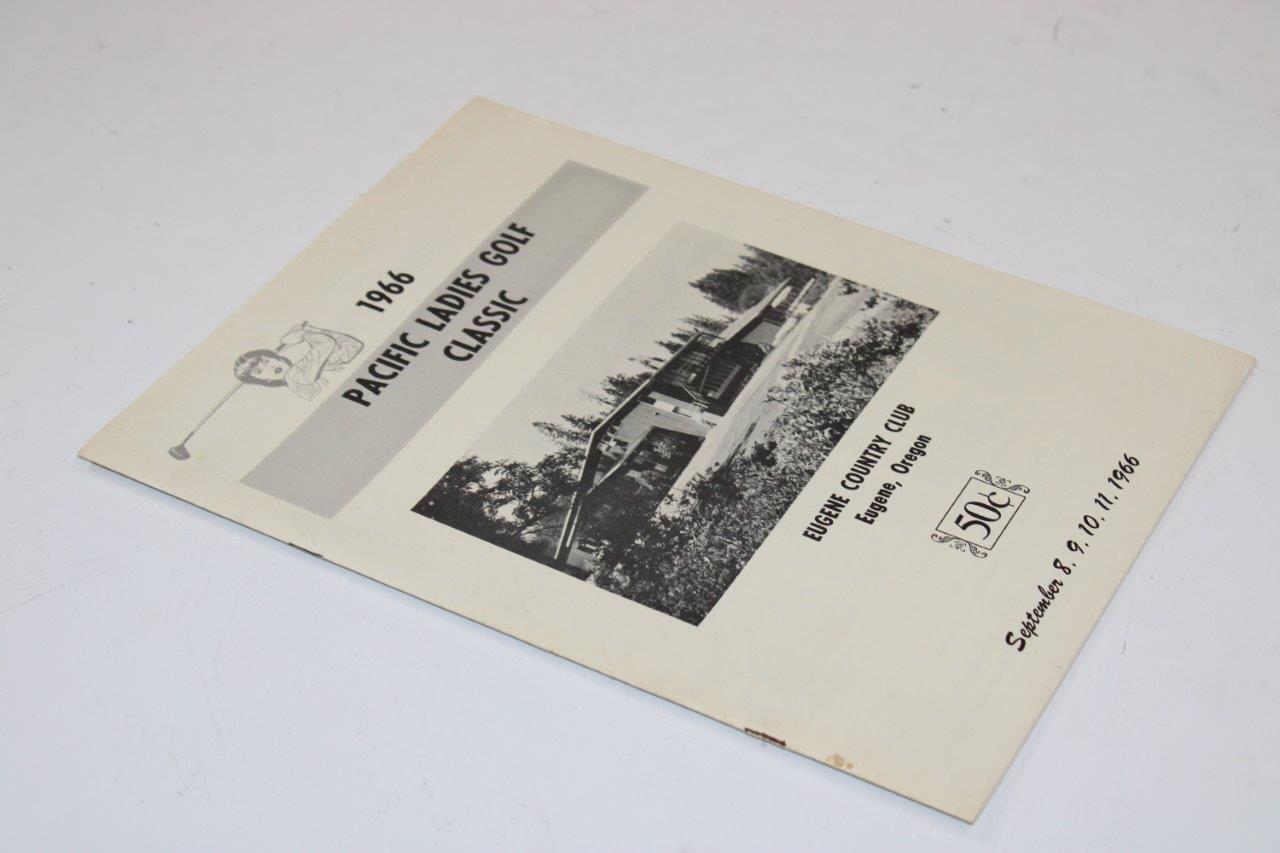 1966
PACIFIC LADIES GOLF
CLASSIC
EUGENE COUNTRY CLUB
Eugene, Oregon
50¢
September 8, 9, 10, 11, 1966